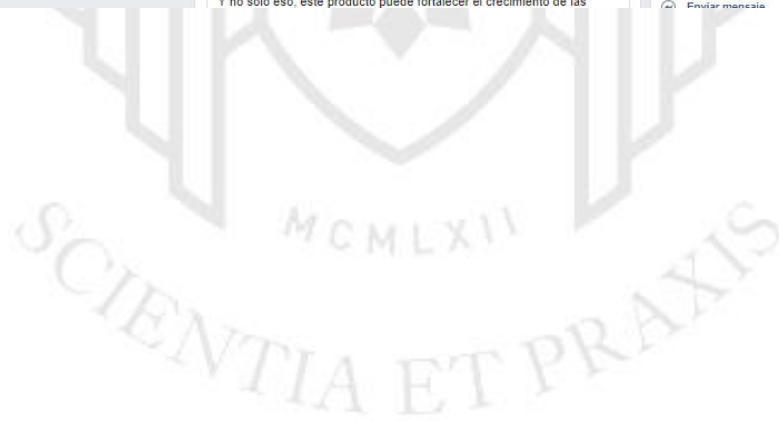 Y no solo eso, este producto puede fortalecer el crecimiento de las
Enviar mensaje
MCMLXII
SCIENTIA ET PRAXIS